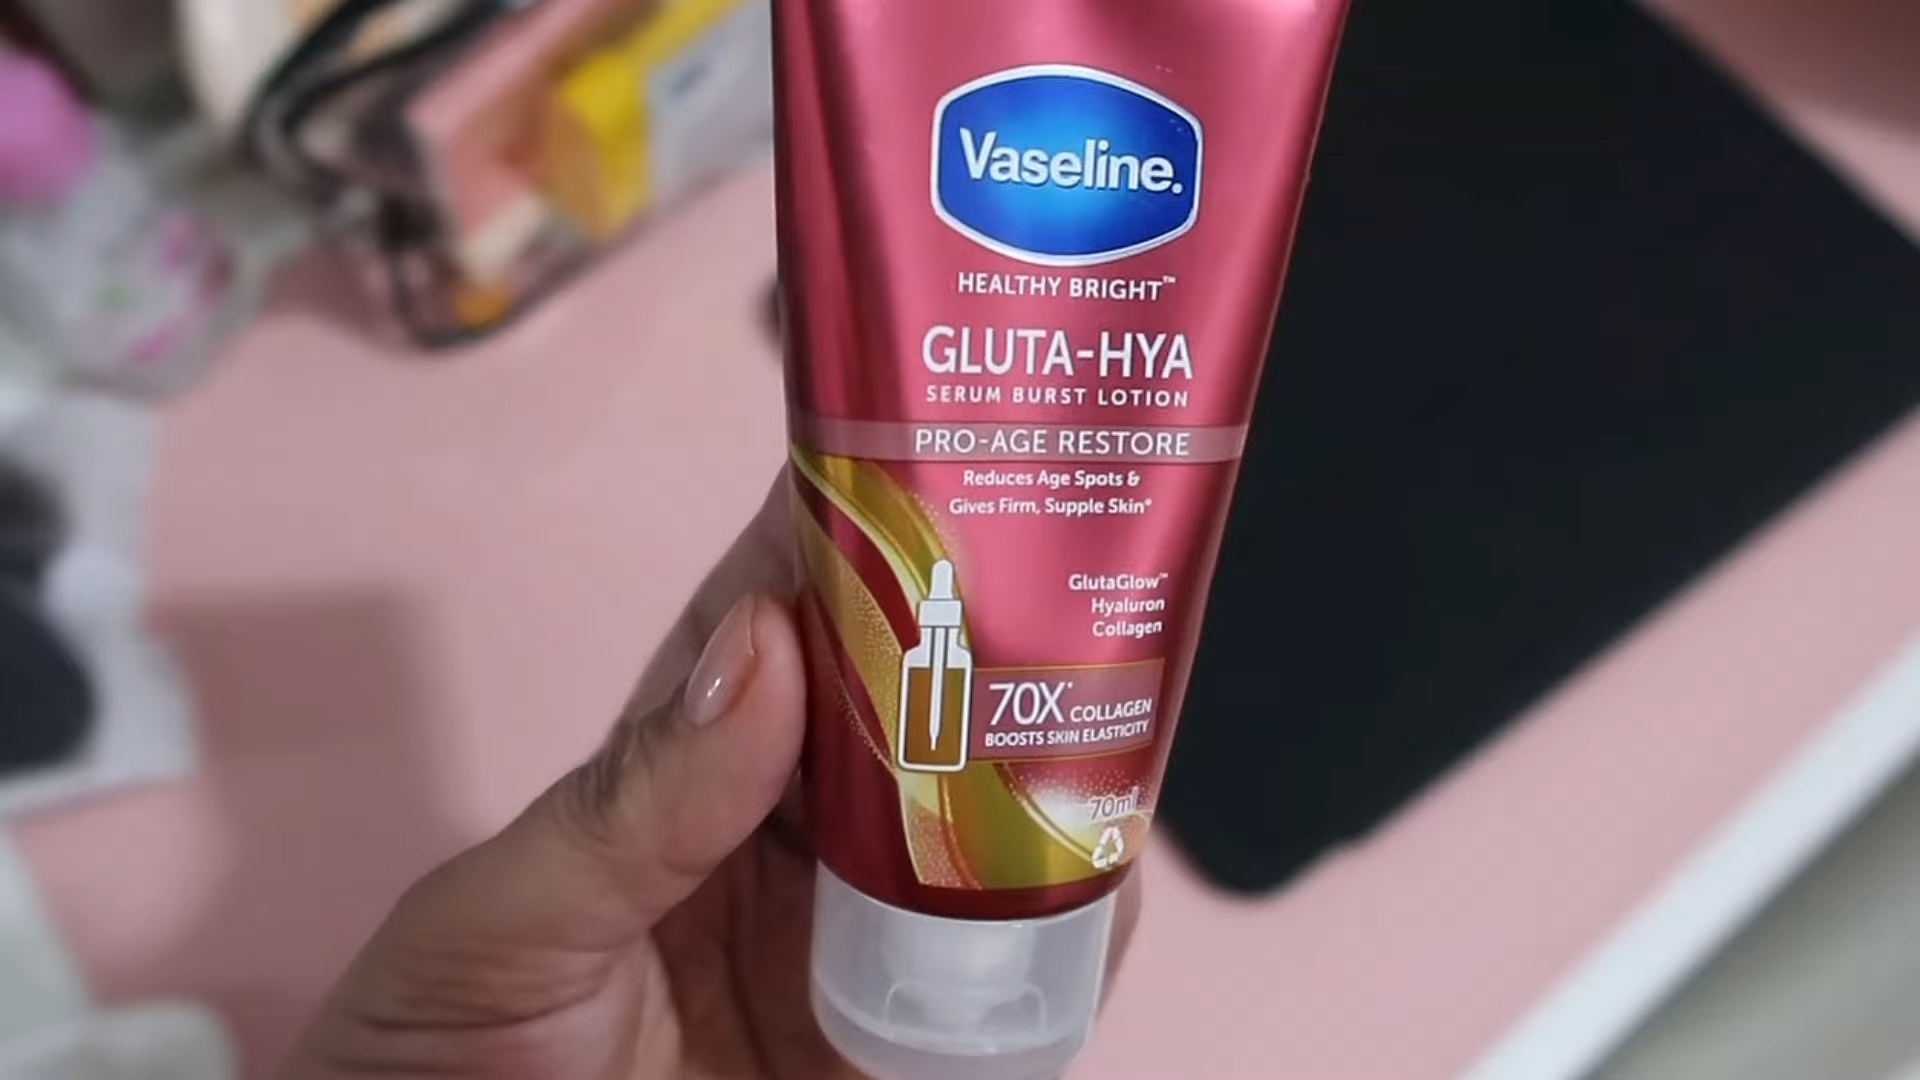 Vaseline.
HEALTHY BRIGHT™
GLUTA-HYA
SERUM BURST LOTION
PRO-AGE RESTORE
Reduces Age Spots &
Gives Firm, Supple Skin*
GlutaGlow™
Hyaluron
Collagen
70X* COLLAGEN
BOOSTS SKIN ELASTICITY
70ml